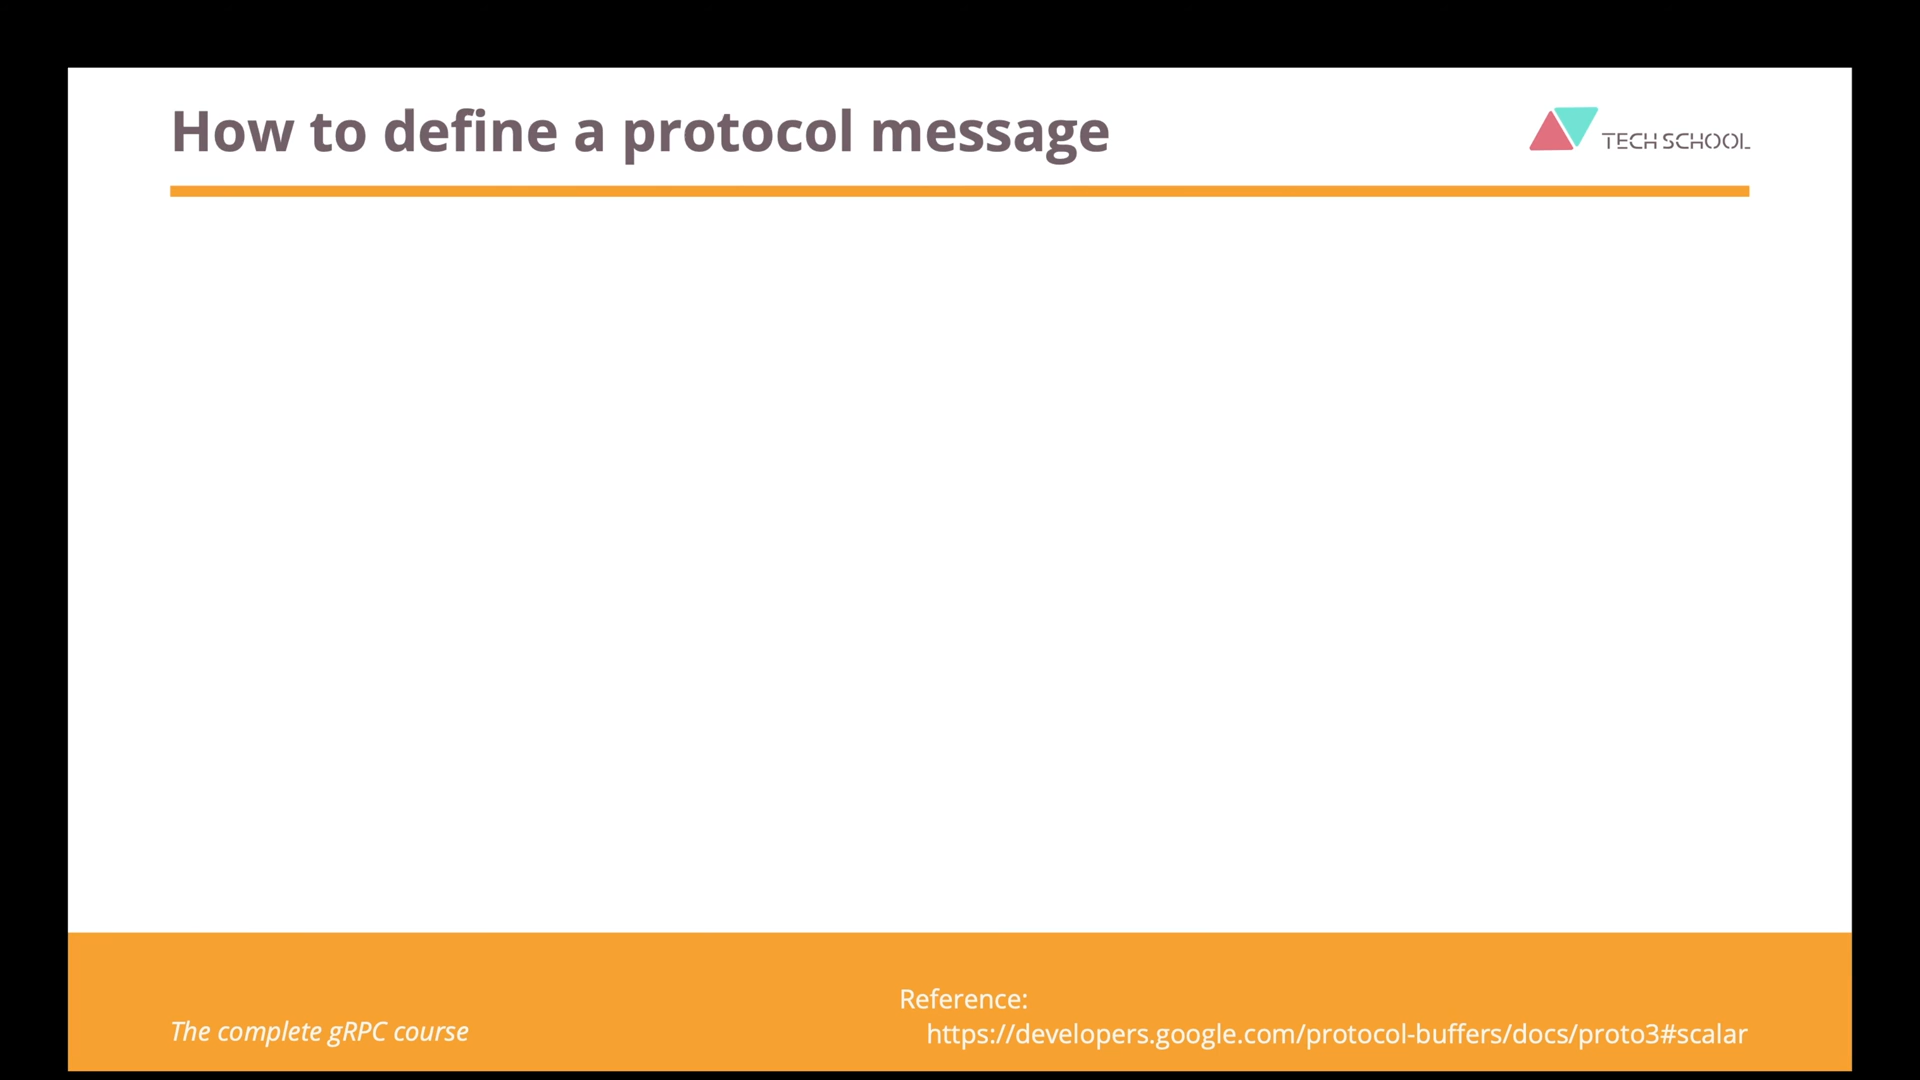 How to define a protocol message
TECH SCHOOL
Reference:
The complete gRPC course
https://developers.google.com/protocol-buffers/docs/proto3#scalar